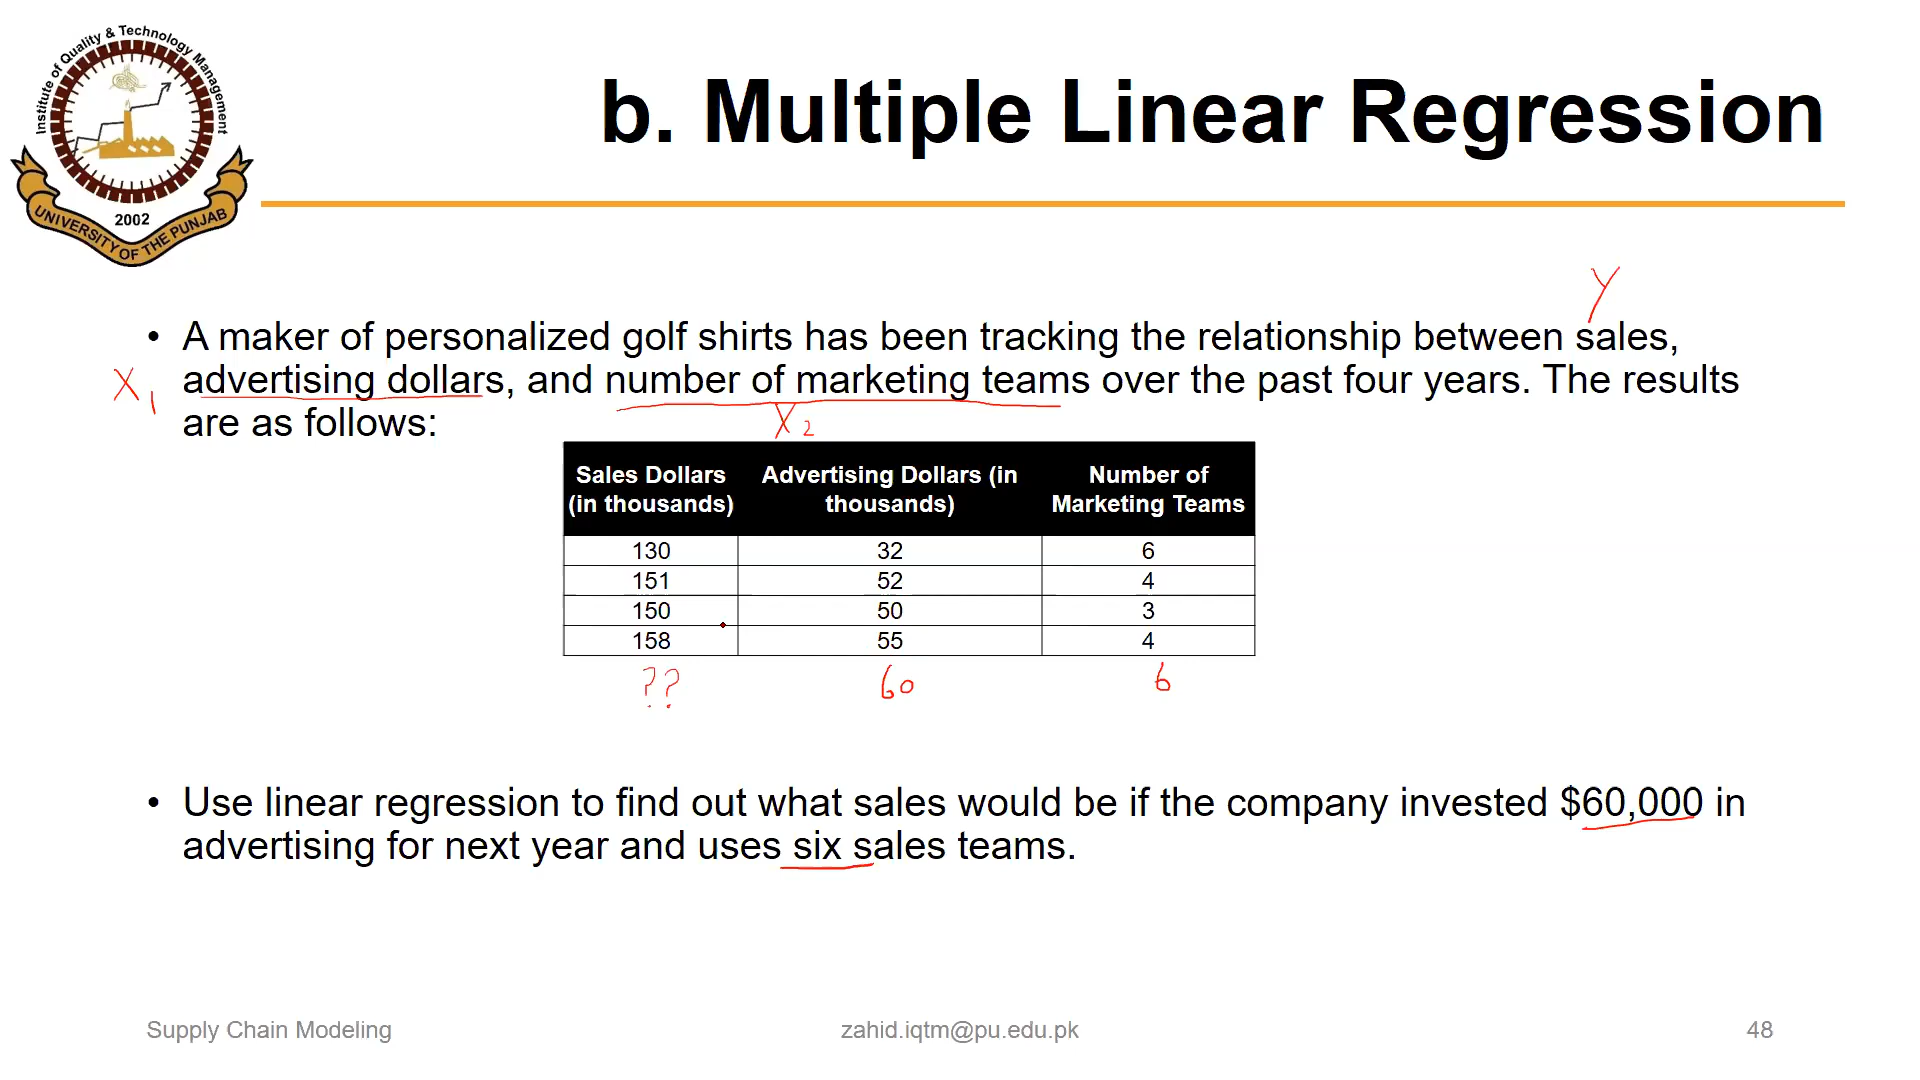 Institute of Quality & Technology Management
2002
UNIVERSITY OF THE PUNJAB
b. Multiple Linear Regression
Y
• A maker of personalized golf shirts has been tracking the relationship between sales,
X1 advertising dollars, and number of marketing teams over the past four years. The results
are as follows:
X2
Sales Dollars (in thousands) Advertising Dollars (in thousands) Number of Marketing Teams
130 32 6
151 52 4
150 50 3
158 55 4
?? 60 6
• Use linear regression to find out what sales would be if the company invested $60,000 in
advertising for next year and uses six sales teams.
Supply Chain Modeling zahid.iqtm@pu.edu.pk 48